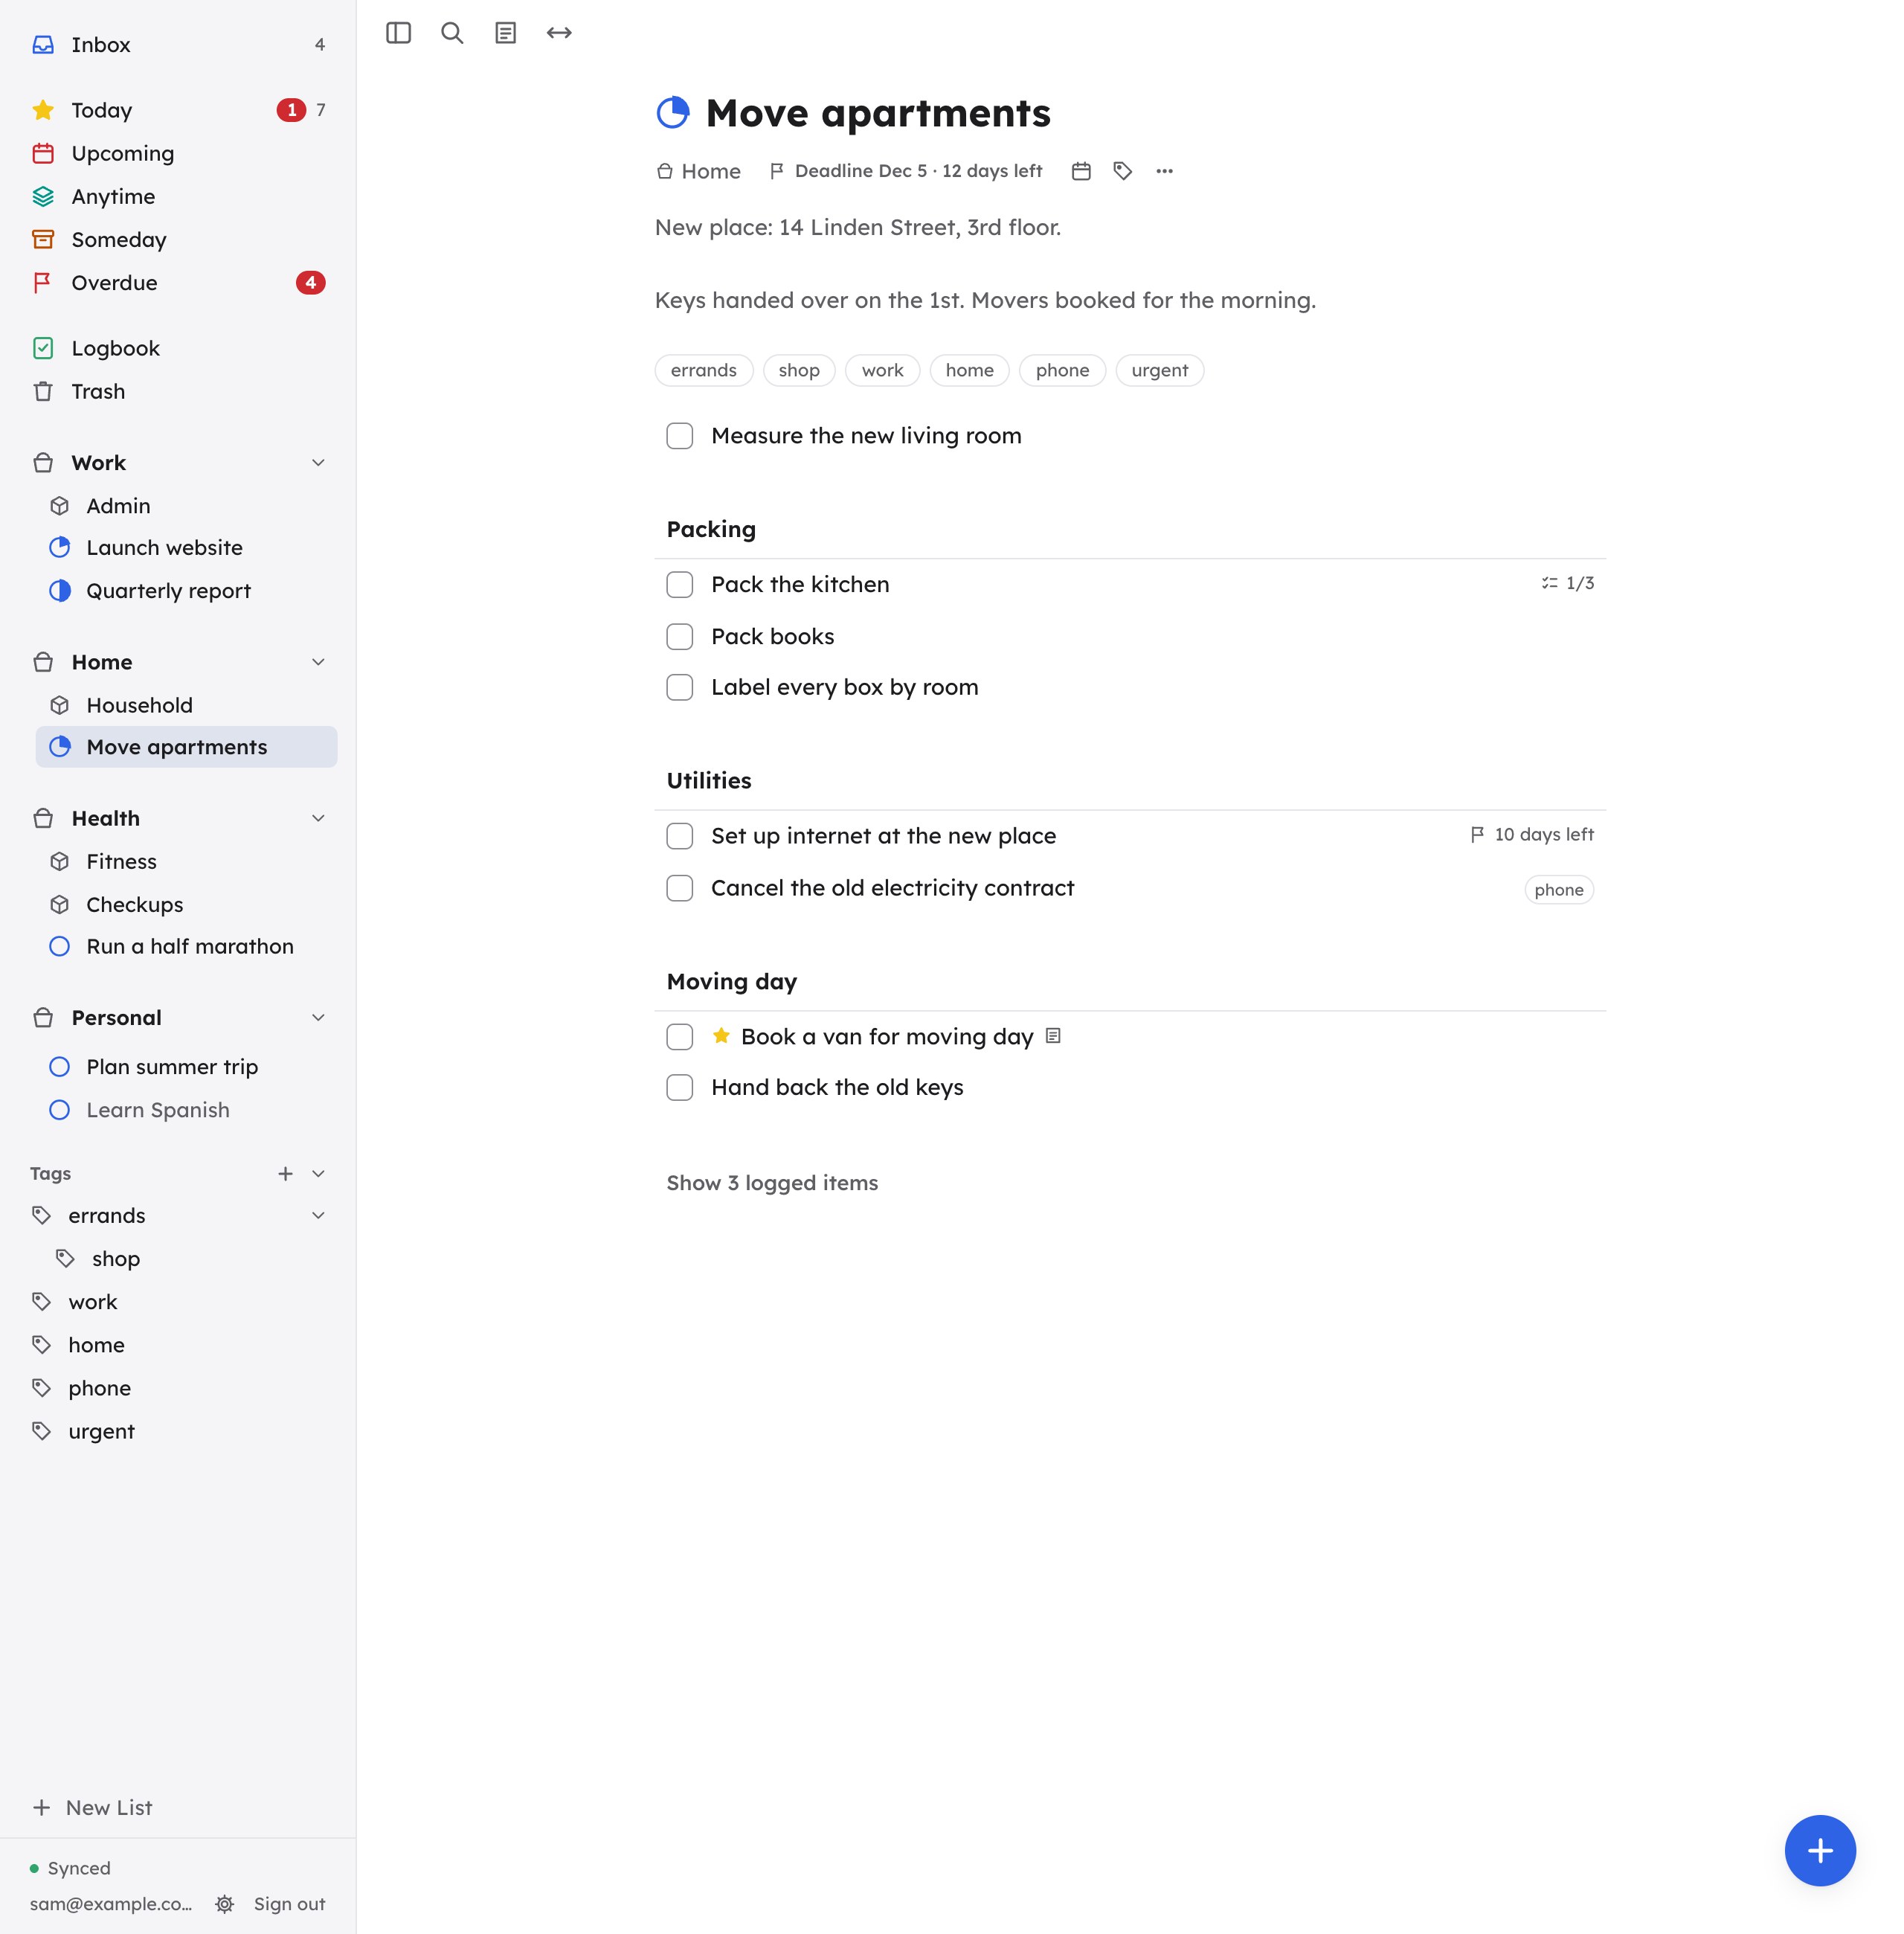 Inbox 4
Today 1 7
Upcoming
Anytime
Someday
Overdue 4
Logbook
Trash
Work
Admin
Launch website
Quarterly report
Home
Household
Move apartments
Health
Fitness
Checkups
Run a half marathon
Personal
Plan summer trip
Learn Spanish
Tags
errands
shop
work
home
phone
urgent
New List
Synced
sam@example.co… Sign out
Move apartments
Home Deadline Dec 5 · 12 days left
New place: 14 Linden Street, 3rd floor.
Keys handed over on the 1st. Movers booked for the morning.
errands shop work home phone urgent
Measure the new living room
Packing
Pack the kitchen 1/3
Pack books
Label every box by room
Utilities
Set up internet at the new place 10 days left
Cancel the old electricity contract phone
Moving day
Book a van for moving day
Hand back the old keys
Show 3 logged items